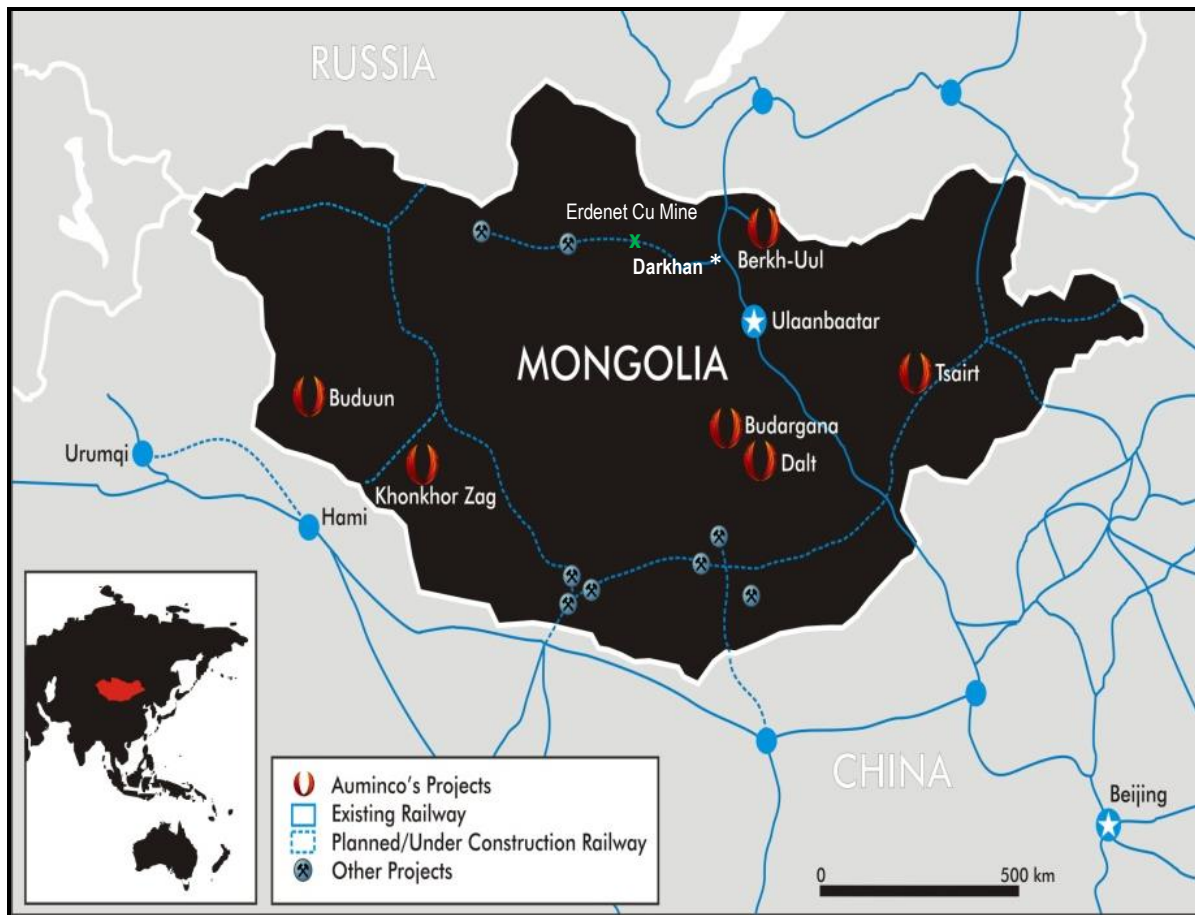 RUSSIA
Erdenet Cu Mine
x
Darkhan *
Berkh-Uul
Ulaanbaatar
MONGOLIA
Tsairt
Buduun
Budargana
Dalt
Urumqi
Khonkhor Zag
Hami
CHINA
Beijing
Auminco's Projects
Existing Railway
Planned/Under Construction Railway
Other Projects
0 500 km